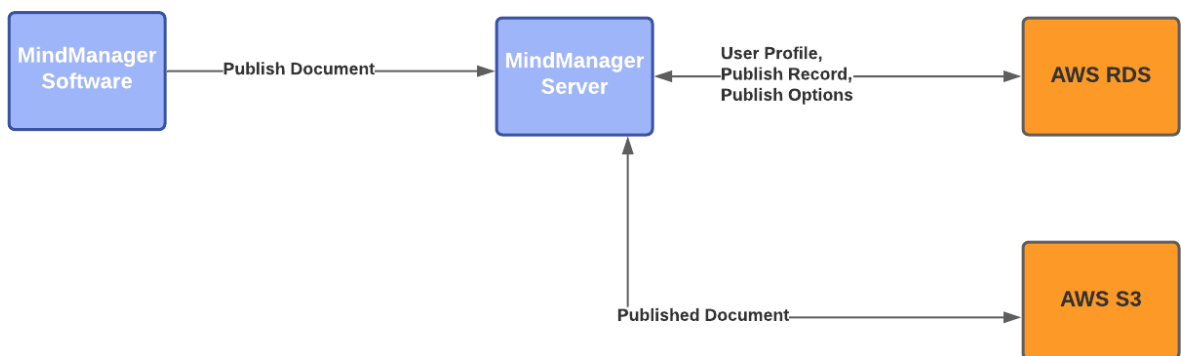 MindManager
Software
Publish Document
MindManager
Server
User Profile,
Publish Record,
Publish Options
AWS RDS
Published Document
AWS S3